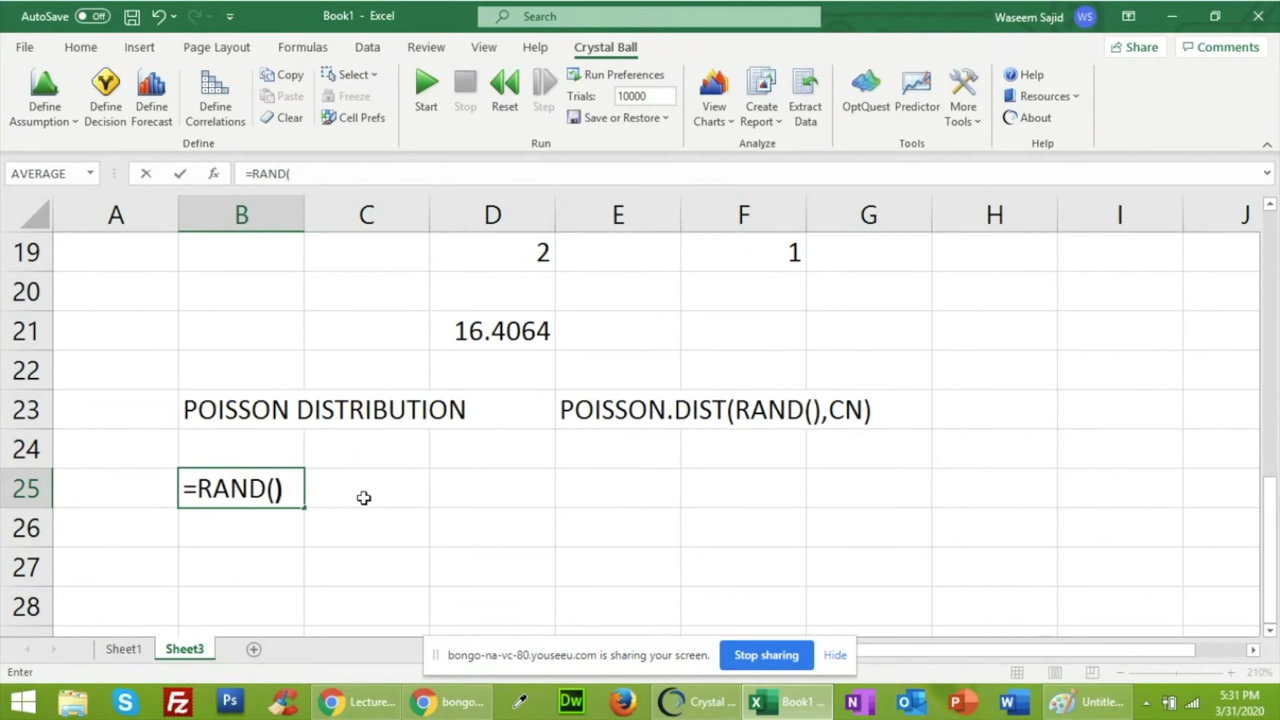 AutoSave Off Book1 - Excel Search Waseem Sajid WS
File Home Insert Page Layout Formulas Data Review View Help Crystal Ball Share Comments
Define Assumption
Define Decision
Define Forecast
Define Correlations
Copy
Paste
Clear
Select
Freeze
Cell Prefs
Define
Start
Stop
Reset
Step
Run Preferences
Trials: 10000
Save or Restore
Run
View Charts
Create Report
Extract Data
Analyze
OptQuest
Predictor
More Tools
Tools
Help
Resources
About
Help
AVERAGE fx =RAND(
A B C D E F G H I J
19 2 1
20
21 16.4064
22
23 POISSON DISTRIBUTION POISSON.DIST(RAND(),CN)
24
25 =RAND()
26
27
28
Sheet1 Sheet3
bongo-na-vc-80.youseeu.com is sharing your screen. Stop sharing Hide
Enter 210%
Lecture... bongo... Crystal ... Book1 ... Untitle... 5:31 PM
3/31/2020